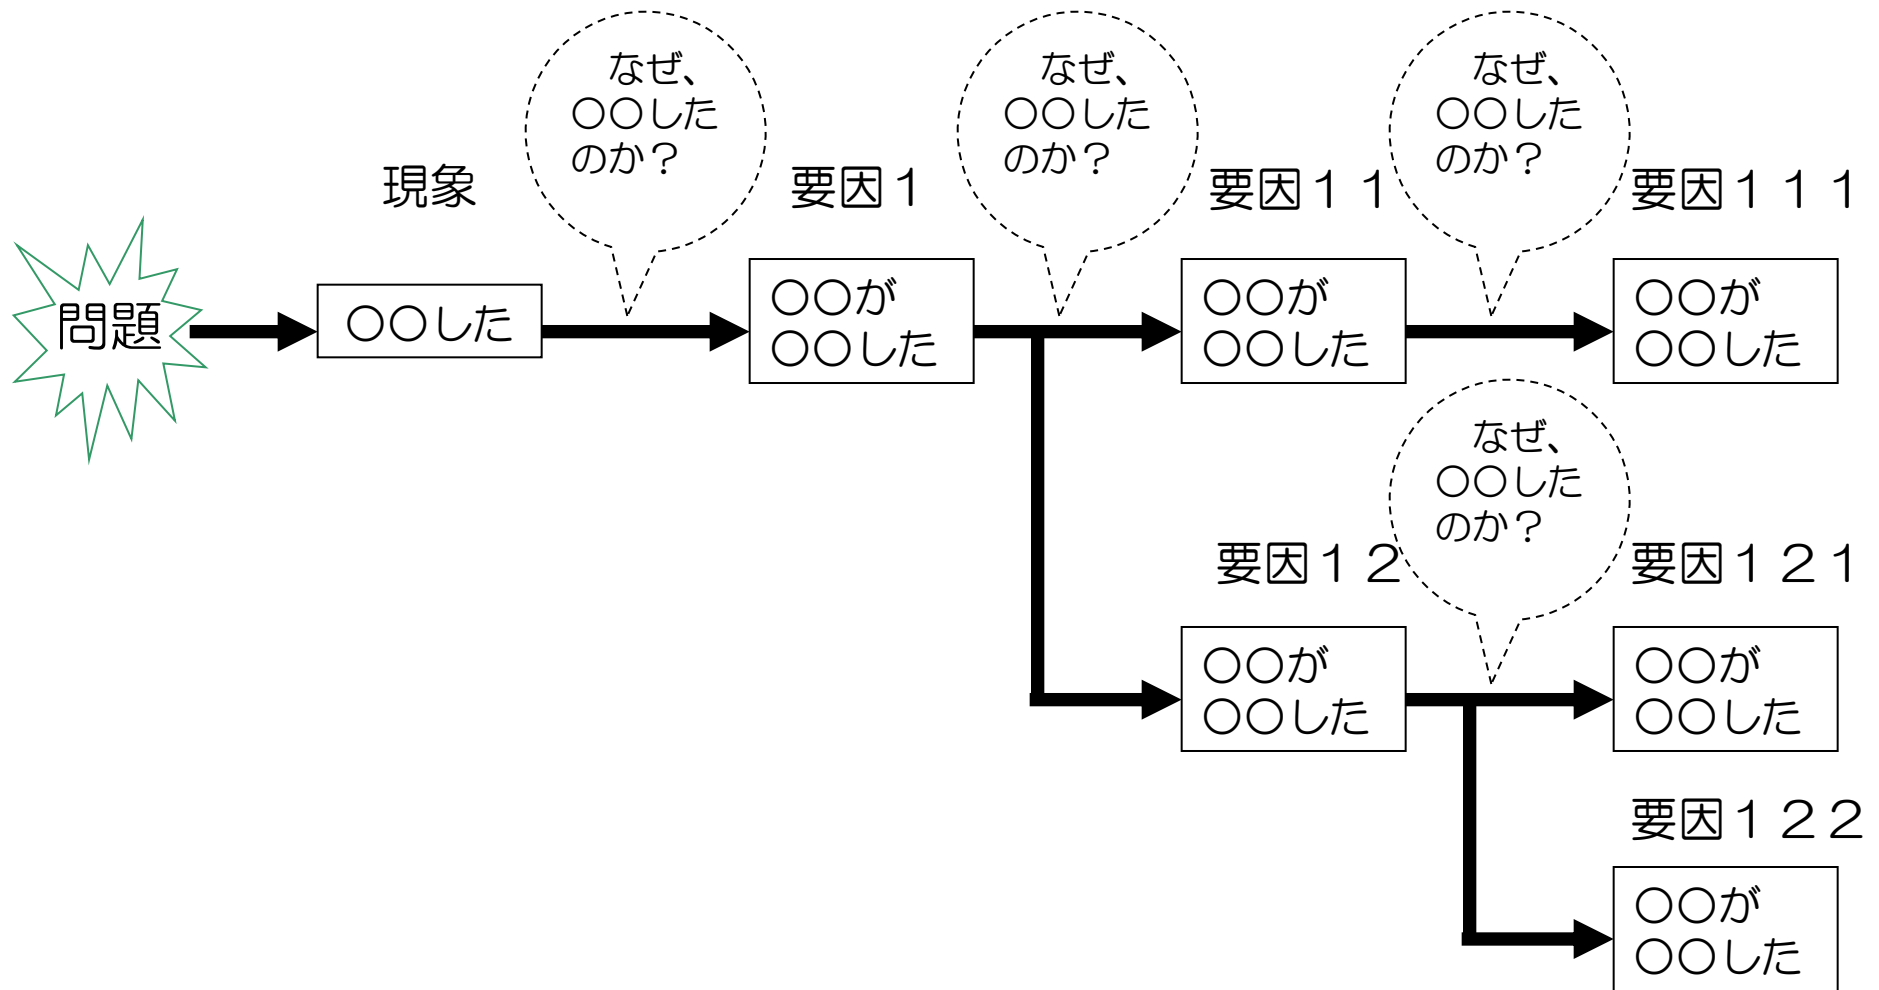 なぜ、
○○した
のか？
なぜ、
○○した
のか？
なぜ、
○○した
のか？
現象
要因１
要因１１
要因１１１
問題
○○した
○○が
○○した
○○が
○○した
○○が
○○した
なぜ、
○○した
のか？
要因１２
要因１２１
○○が
○○した
○○が
○○した
要因１２２
○○が
○○した